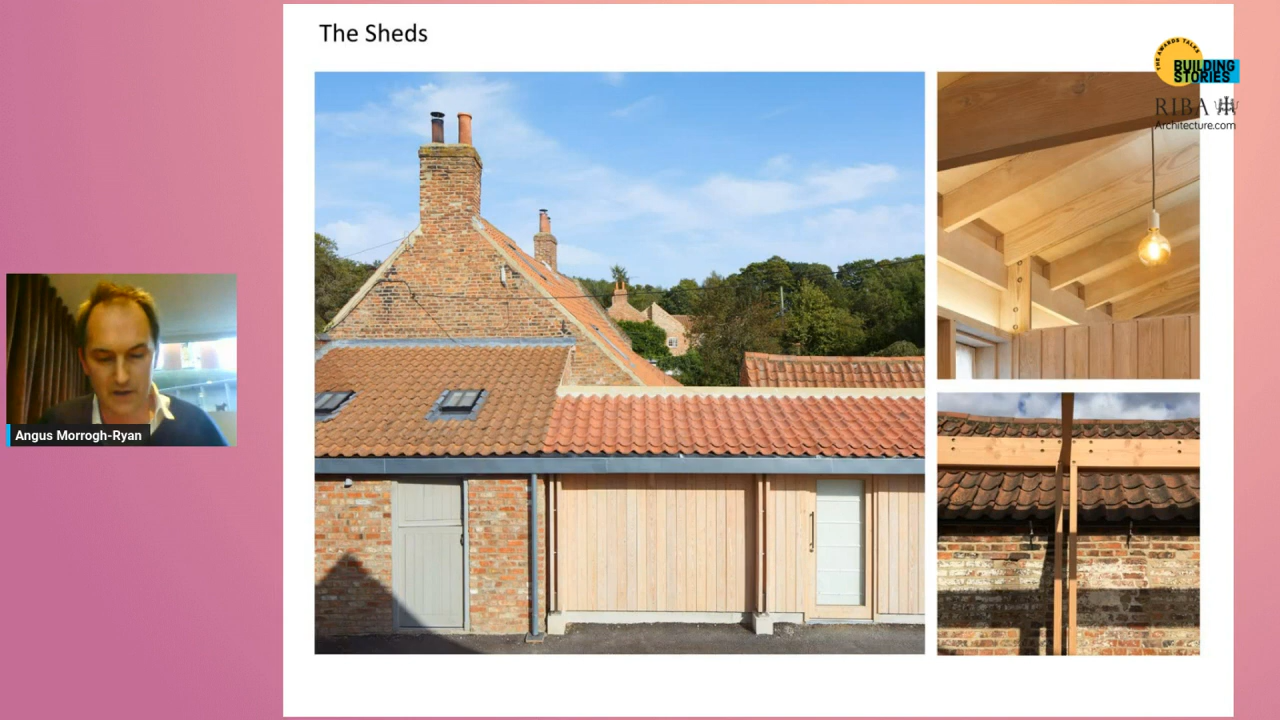 The Sheds
THE AWARDS TALKS
BUILDING
STORIES
RIBA
Architecture.com
Angus Morrogh-Ryan